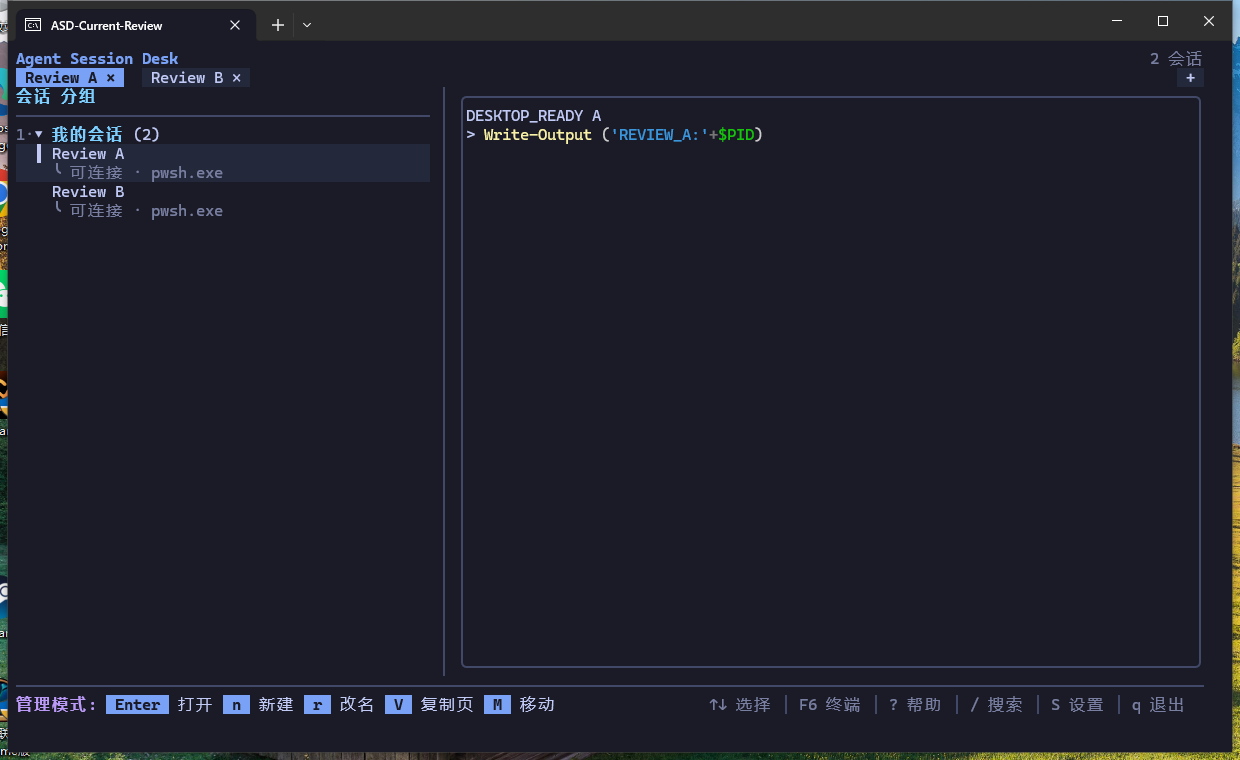 ASD-Current-Review
Agent Session Desk
2 会话
Review A × Review B ×
+
会话 分组
1·▾ 我的会话 (2)
Review A
╰ 可连接 · pwsh.exe
Review B
╰ 可连接 · pwsh.exe
DESKTOP_READY A
> Write-Output ('REVIEW_A:'+$PID)
管理模式: Enter 打开 n 新建 r 改名 V 复制页 M 移动
↑↓ 选择 │ F6 终端 │ ? 帮助 │ / 搜索 │ S 设置 │ q 退出